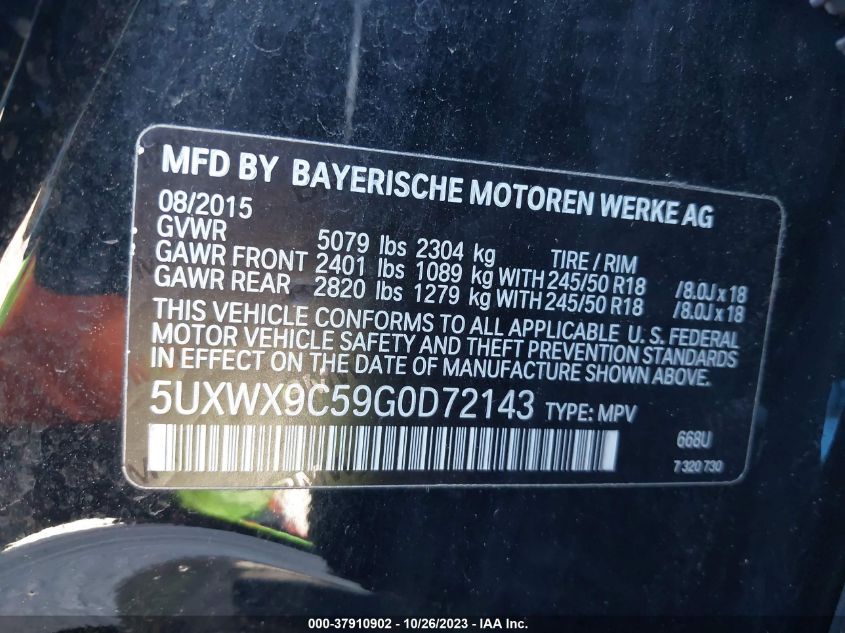 MFD BY BAYERISCHE MOTOREN WERKE AG
08/2015
GVWR 5079 lbs 2304 kg TIRE / RIM
GAWR FRONT 2401 lbs 1089 kg WITH 245/50 R18 /8.0J x 18
GAWR REAR 2820 lbs 1279 kg WITH 245/50 R18 /8.0J x 18
THIS VEHICLE CONFORMS TO ALL APPLICABLE U. S. FEDERAL
MOTOR VEHICLE SAFETY AND THEFT PREVENTION STANDARDS
IN EFFECT ON THE DATE OF MANUFACTURE SHOWN ABOVE.
5UXWX9C59G0D72143 TYPE: MPV
668U
7 320 730
000-37910902 - 10/26/2023 - IAA Inc.